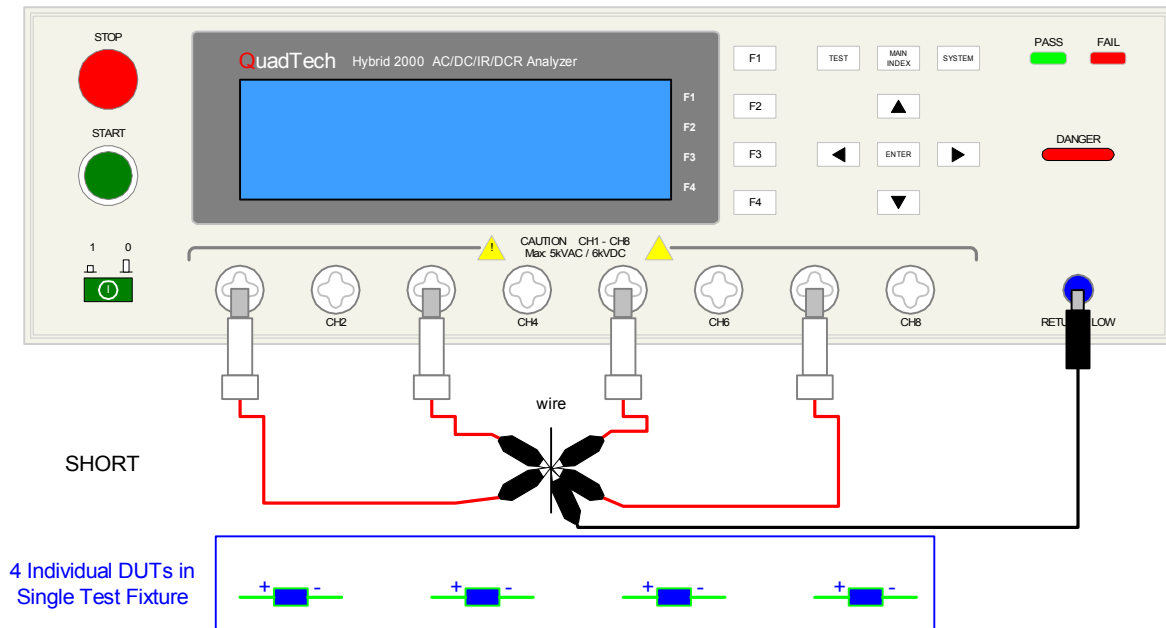 STOP
START
1 0
QuadTech Hybrid 2000 AC/DC/IR/DCR Analyzer
F1
F2
F3
F4
F1
F2
F3
F4
TEST
MAIN
INDEX
SYSTEM
ENTER
PASS
FAIL
DANGER
!
CAUTION CH1 - CH8
Max: 5kVAC / 6kVDC
CH2
CH4
CH6
CH8
LOW
wire
SHORT
4 Individual DUTs in
Single Test Fixture
+ - + - + - + -